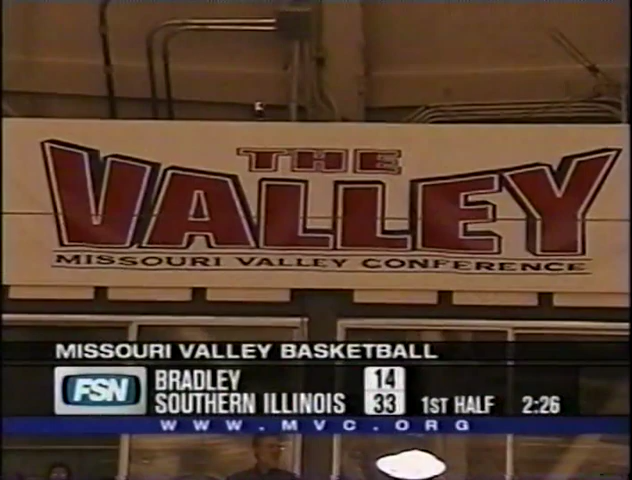 THE
VALLEY
MISSOURI VALLEY CONFERENCE
MISSOURI VALLEY BASKETBALL
FSN BRADLEY 14
SOUTHERN ILLINOIS 33 1ST HALF 2:26
WWW.MVC.ORG